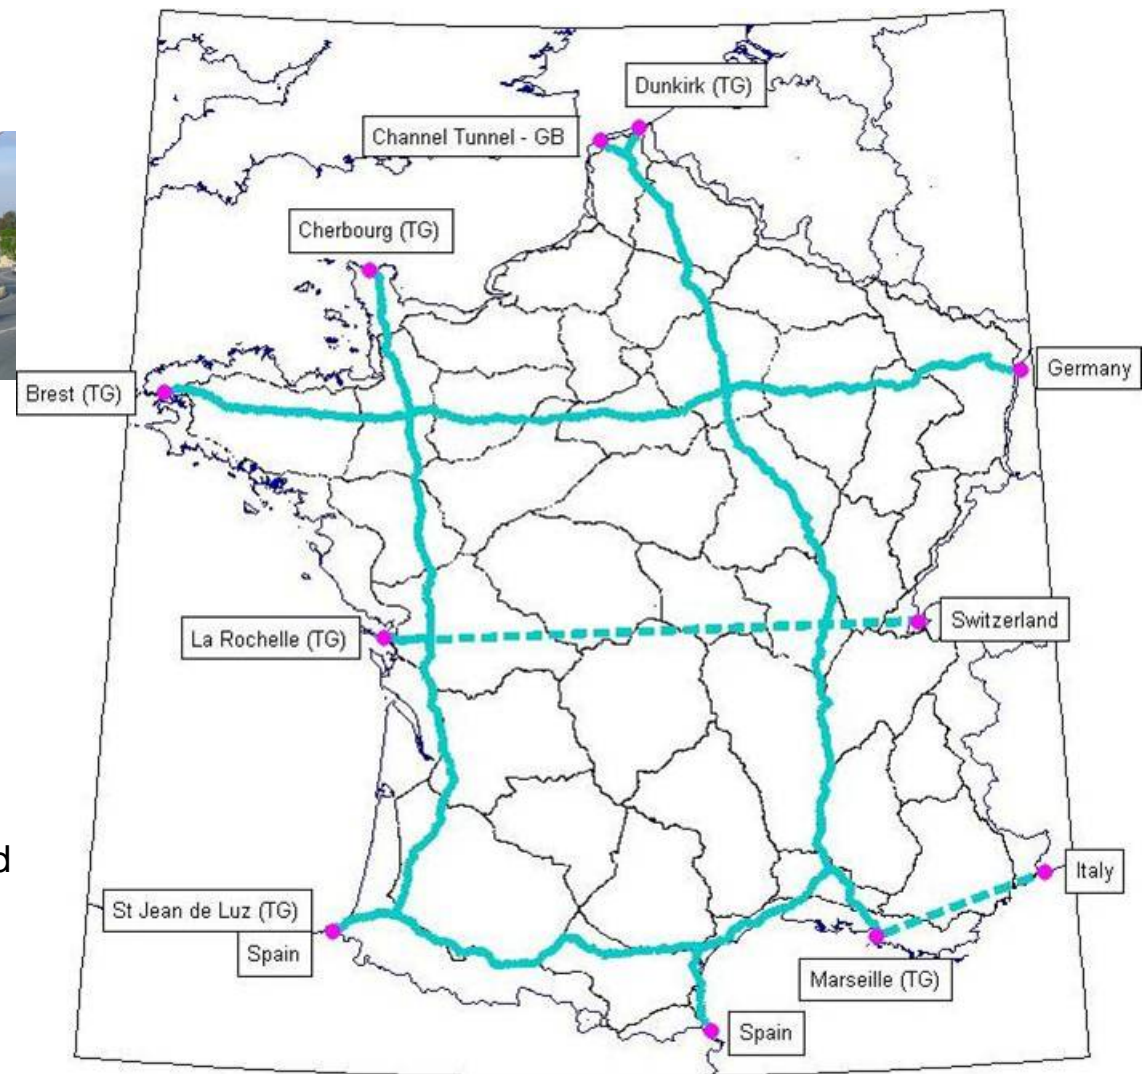 Dunkirk (TG)
Channel Tunnel - GB
Cherbourg (TG)
Germany
Brest (TG)
Switzerland
La Rochelle (TG)
d
Italy
St Jean de Luz (TG)
Spain
Marseille (TG)
Spain